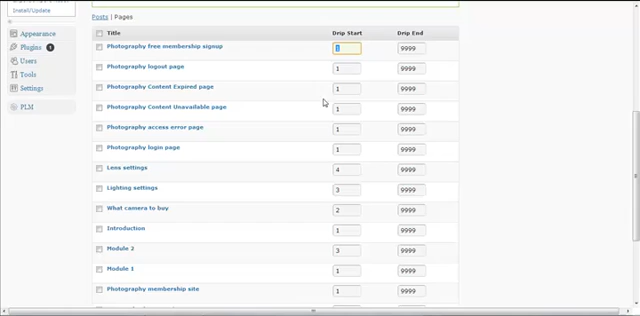 Install/Update
Appearance
Plugins 1
Users
Tools
Settings
PLM
Posts | Pages
Title Drip Start Drip End
Photography free membership signup 1 9999
Photography logout page 1 9999
Photography Content Expired page 1 9999
Photography Content Unavailable page 1 9999
Photography access error page 1 9999
Photography login page 1 9999
Lens settings 4 9999
Lighting settings 3 9999
What camera to buy 2 9999
Introduction 1 9999
Module 2 3 9999
Module 1 1 9999
Photography membership site 1 9999